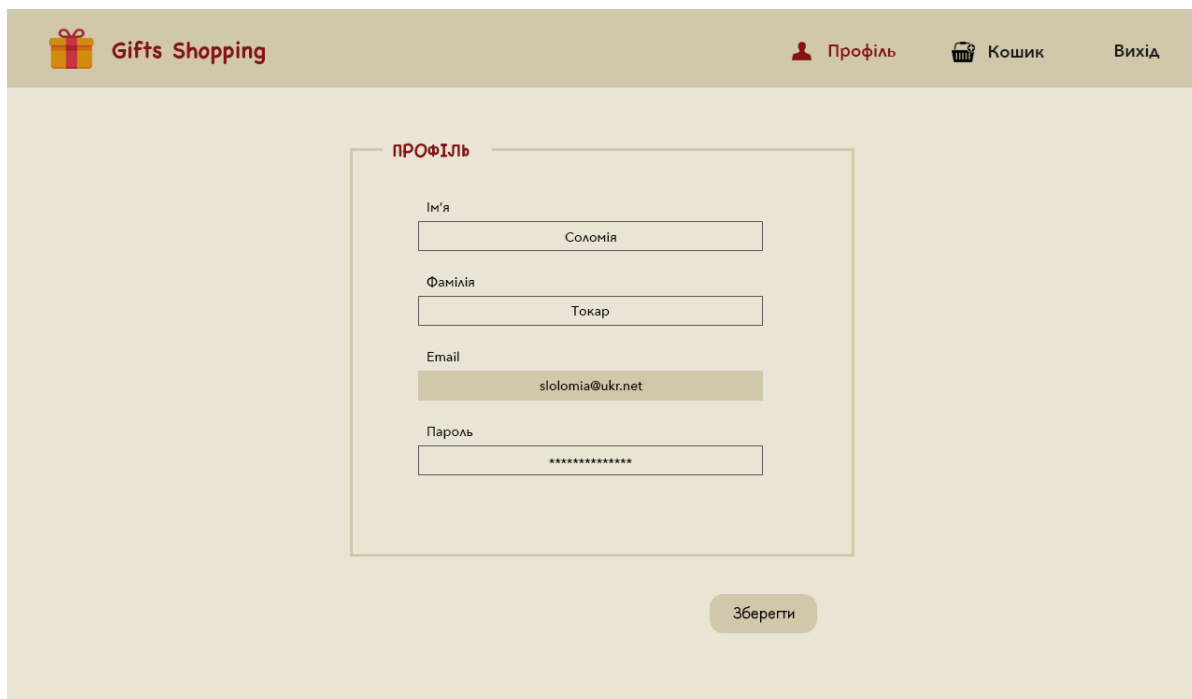 Gifts Shopping Профіль Кошик Вихід
ПРОФІЛЬ
Ім'я
Соломія
Фамілія
Токар
Email
slolomia@ukr.net
Пароль
**************
Зберегти